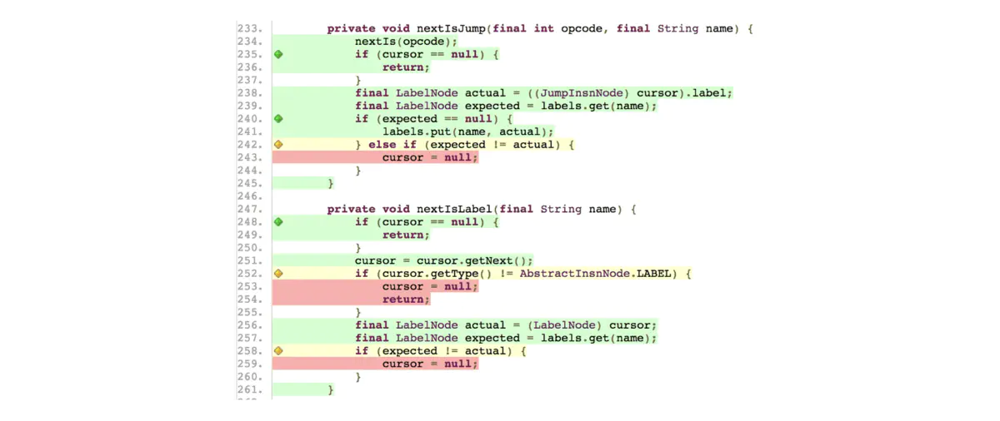 233. private void nextIsJump(final int opcode, final String name) {
234. nextIs(opcode);
235. if (cursor == null) {
236. return;
237. }
238. final LabelNode actual = ((JumpInsnNode) cursor).label;
239. final LabelNode expected = labels.get(name);
240. if (expected == null) {
241. labels.put(name, actual);
242. } else if (expected != actual) {
243. cursor = null;
244. }
245. }
246.
247. private void nextIsLabel(final String name) {
248. if (cursor == null) {
249. return;
250. }
251. cursor = cursor.getNext();
252. if (cursor.getType() != AbstractInsnNode.LABEL) {
253. cursor = null;
254. return;
255. }
256. final LabelNode actual = (LabelNode) cursor;
257. final LabelNode expected = labels.get(name);
258. if (expected != actual) {
259. cursor = null;
260. }
261. }